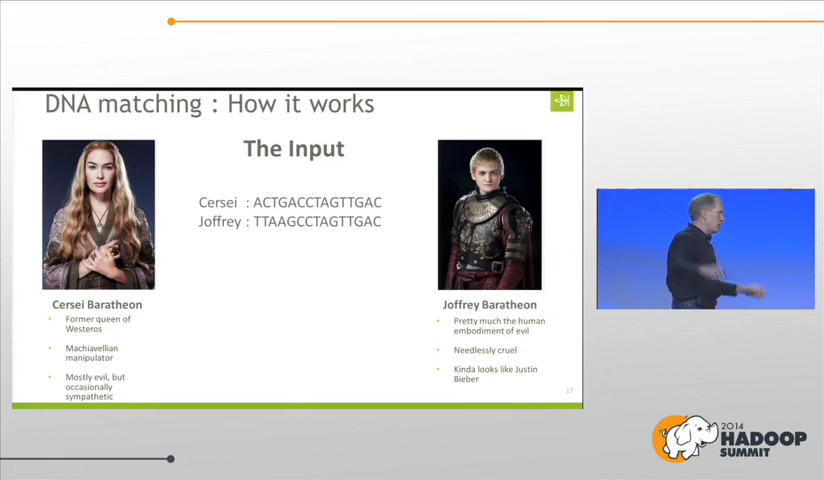 DNA matching : How it works
The Input
Cersei : ACTGACCTAGTTGAC
Joffrey : TTAAGCCTAGTTGAC
Cersei Baratheon
• Former queen of
Westeros
• Machiavellian
manipulator
• Mostly evil, but
occasionally
sympathetic
Joffrey Baratheon
• Pretty much the human
embodiment of evil
• Needlessly cruel
• Kinda looks like Justin
Bieber
17
2014
HADOOP
SUMMIT